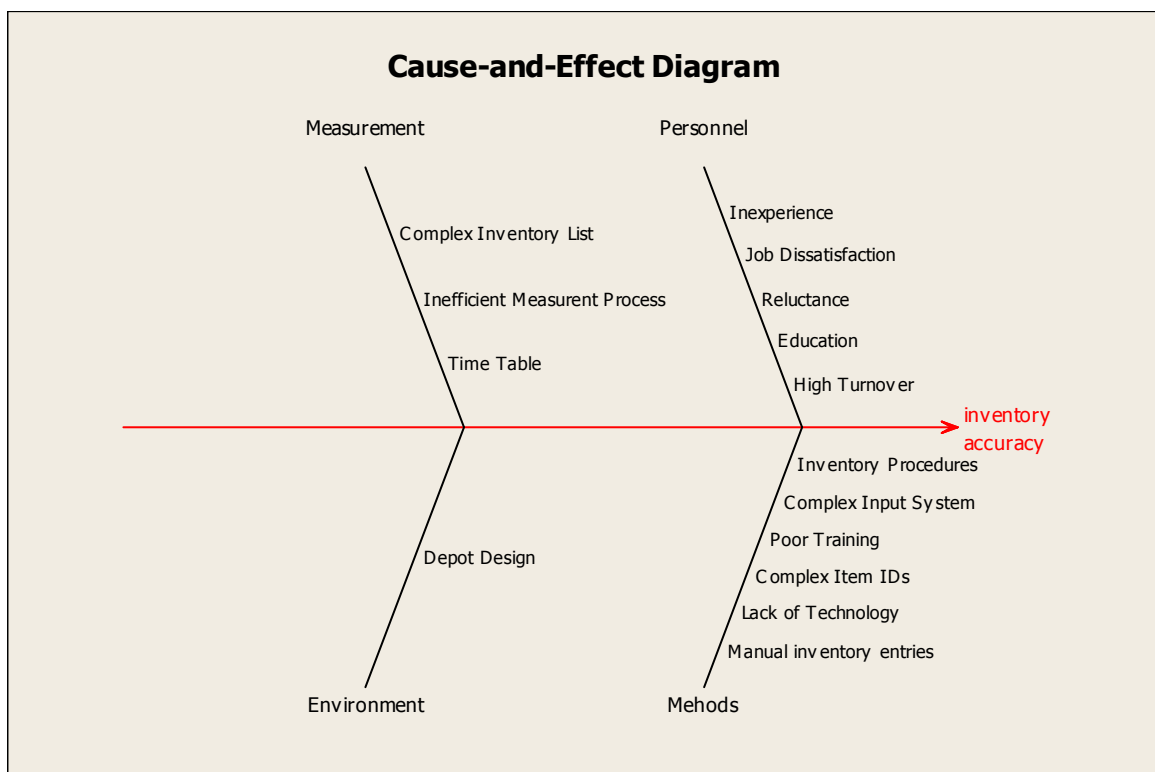 Cause-and-Effect Diagram
Measurement
Personnel
Complex Inventory List
Inefficient Measurent Process
Time Table
Inexperience
Job Dissatisfaction
Reluctance
Education
High Turnover
inventory
accuracy
Depot Design
Inventory Procedures
Complex Input System
Poor Training
Complex Item IDs
Lack of Technology
Manual inventory entries
Environment
Mehods